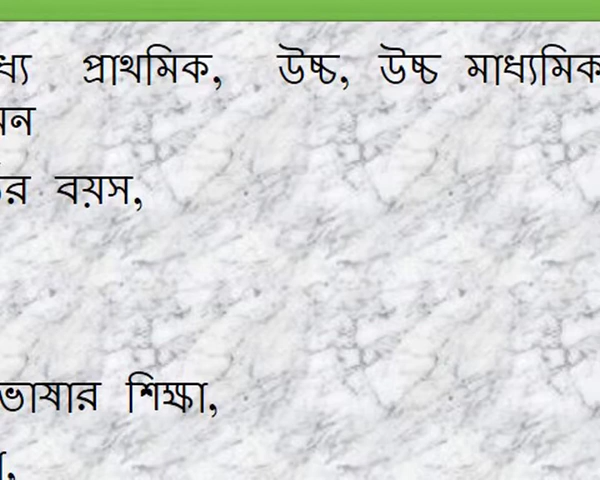 ধ্য প্রাথমিক, উচ্চ, উচ্চ মাধ্যমিক
র বয়স,
ভাষার শিক্ষা,